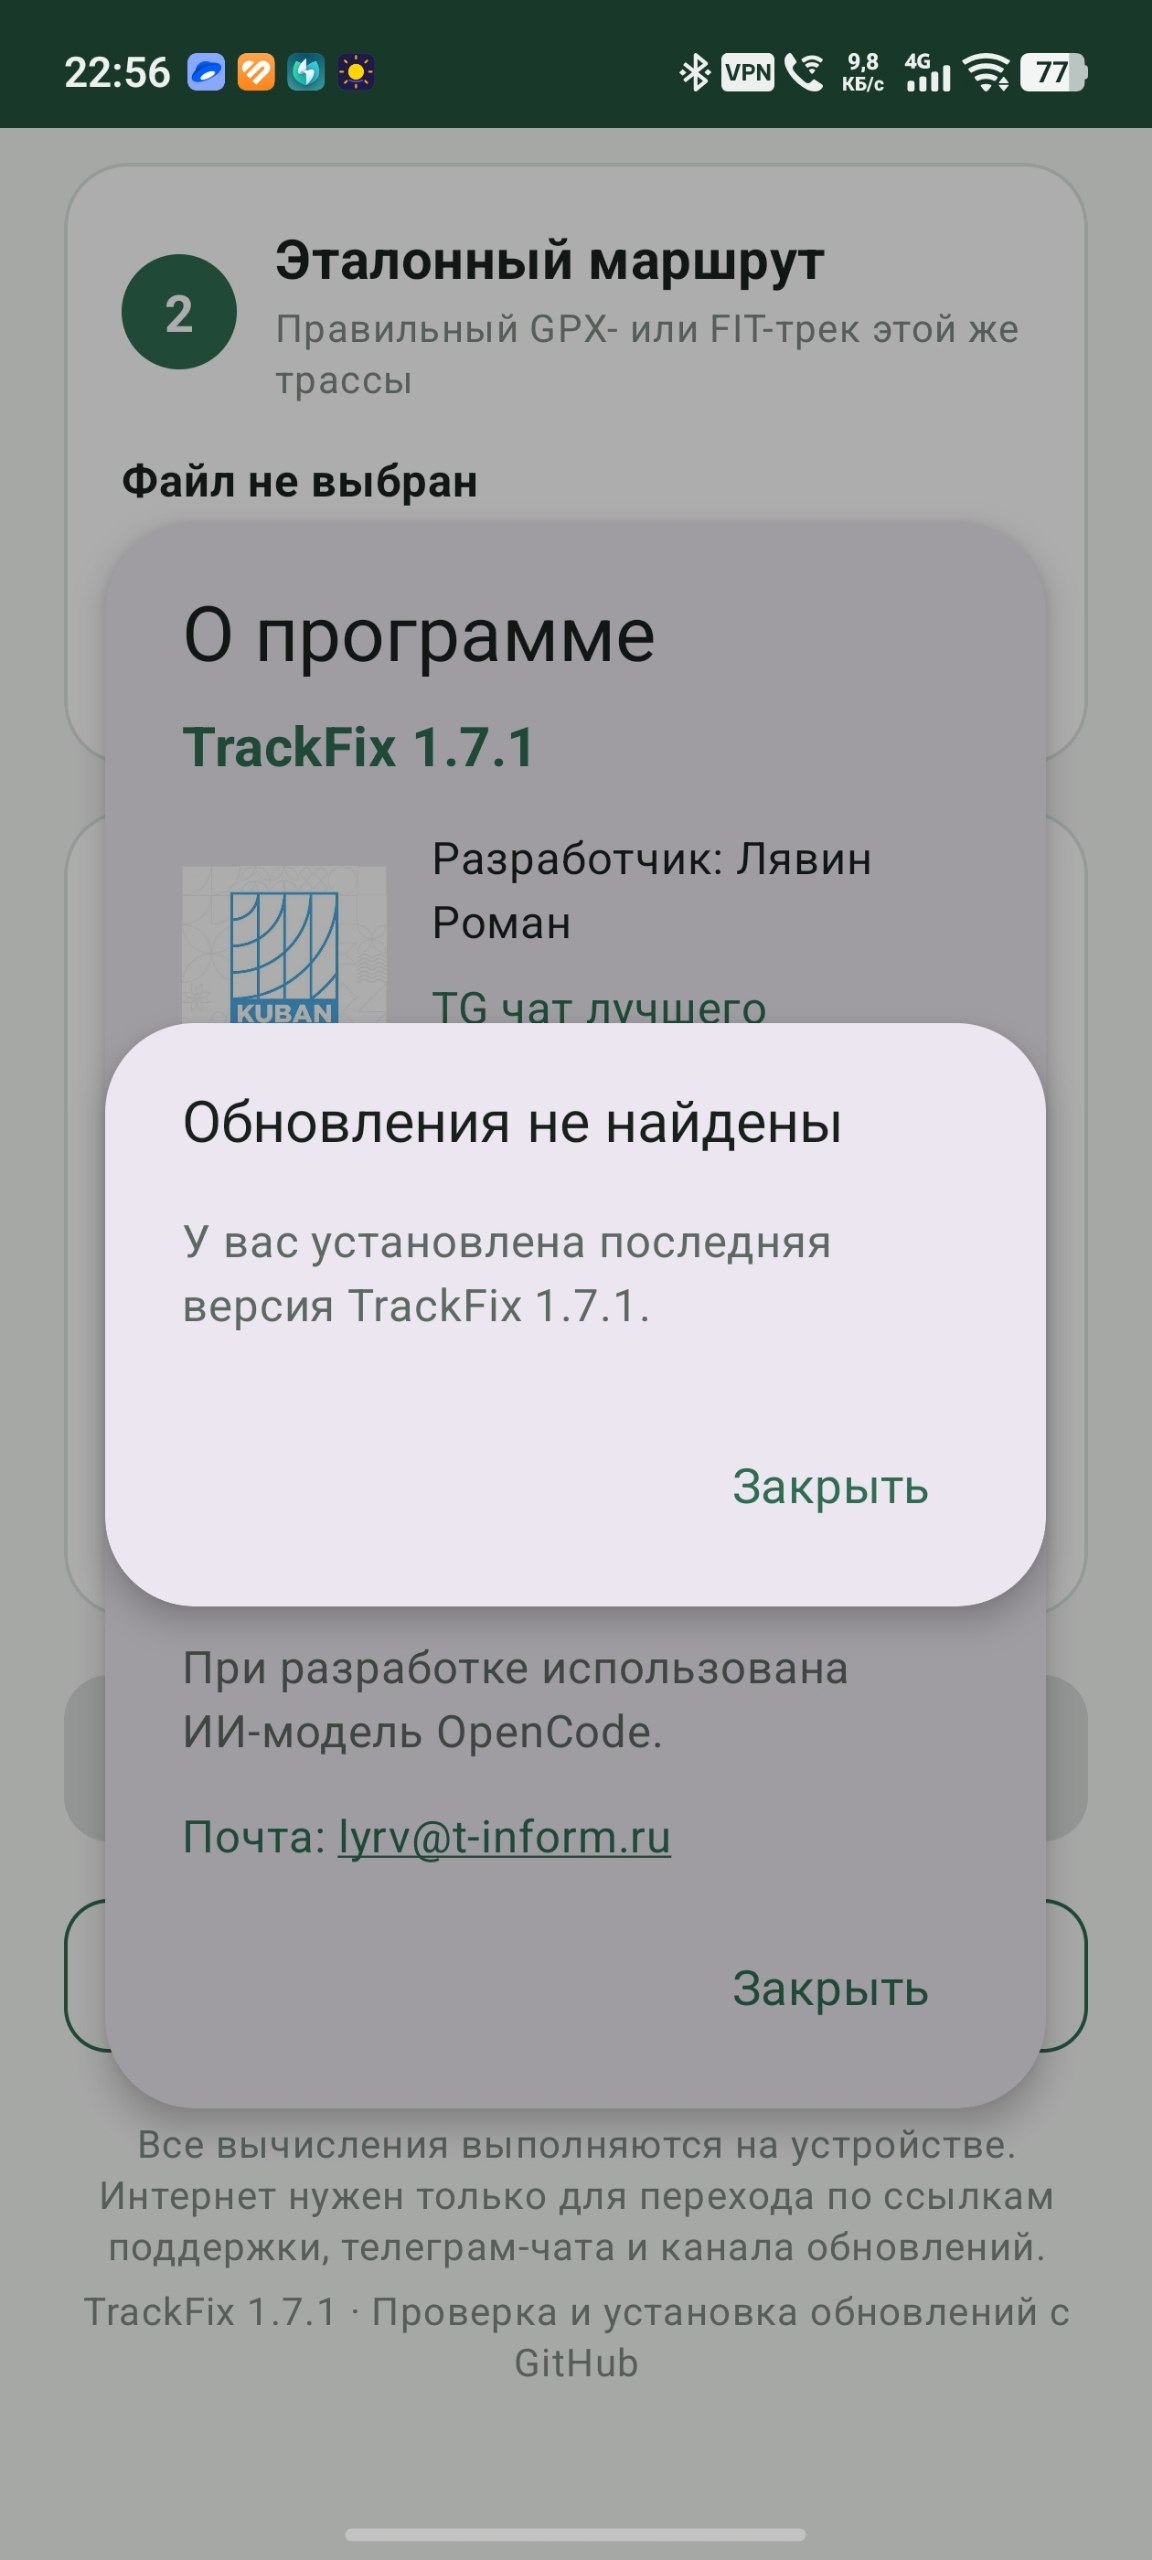 22:56
VPN
9,8
КБ/с
4G
77
2
Эталонный маршрут
Правильный GPX- или FIT-трек этой же
трассы
Файл не выбран
О программе
TrackFix 1.7.1
Разработчик: Лявин
Роман
KUBAN
TG чат лучшего
Обновления не найдены
У вас установлена последняя
версия TrackFix 1.7.1.
Закрыть
При разработке использована
ИИ-модель OpenCode.
Почта: lyrv@t-inform.ru
Закрыть
Все вычисления выполняются на устройстве.
Интернет нужен только для перехода по ссылкам
поддержки, телеграм-чата и канала обновлений.
TrackFix 1.7.1 · Проверка и установка обновлений с
GitHub